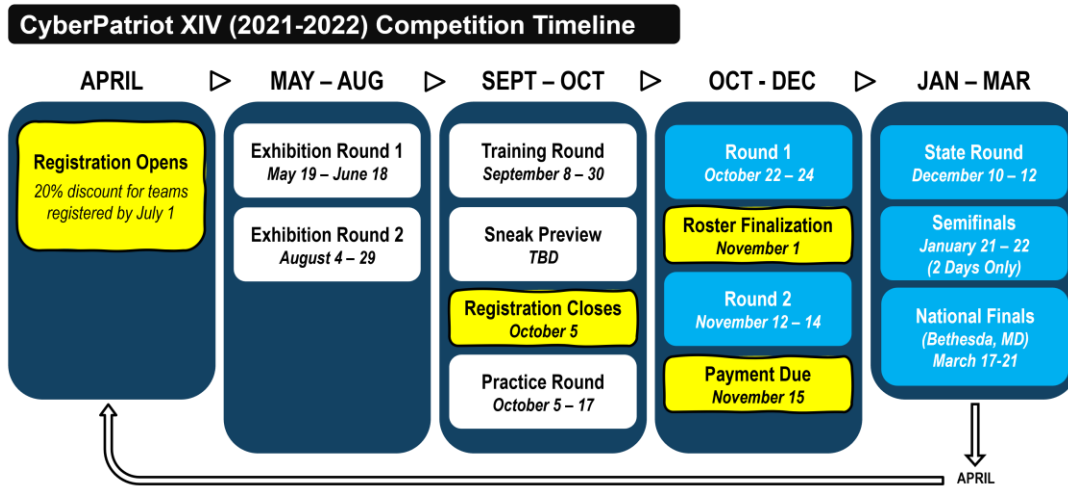 CyberPatriot XIV (2021-2022) Competition Timeline
APRIL
Registration Opens
20% discount for teams
registered by July 1
MAY – AUG
Exhibition Round 1
May 19 – June 18
Exhibition Round 2
August 4 – 29
SEPT – OCT
Training Round
September 8 – 30
Sneak Preview
TBD
Registration Closes
October 5
Practice Round
October 5 – 17
OCT - DEC
Round 1
October 22 – 24
Roster Finalization
November 1
Round 2
November 12 – 14
Payment Due
November 15
JAN – MAR
State Round
December 10 – 12
Semifinals
January 21 – 22
(2 Days Only)
National Finals
(Bethesda, MD)
March 17-21
APRIL